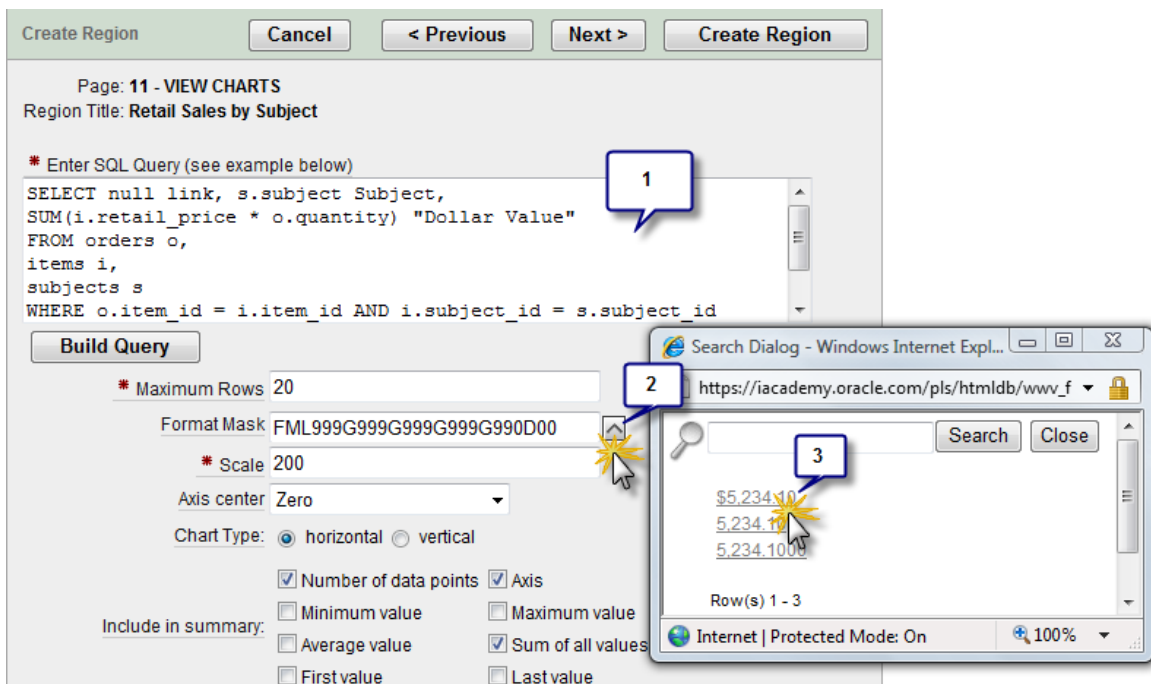 Create Region Cancel < Previous Next > Create Region
Page: 11 - VIEW CHARTS
Region Title: Retail Sales by Subject
* Enter SQL Query (see example below)
1
SELECT null link, s.subject Subject,
SUM(i.retail_price * o.quantity) "Dollar Value"
FROM orders o,
items i,
subjects s
WHERE o.item_id = i.item_id AND i.subject_id = s.subject_id
Build Query
* Maximum Rows 20
Format Mask FML999G999G999G999G990D00
* Scale 200
Axis center Zero
Chart Type: horizontal vertical
Include in summary:
Number of data points Axis
Minimum value Maximum value
Average value Sum of all values
First value Last value
2
Search Dialog - Windows Internet Expl...
https://iacademy.oracle.com/pls/htmldb/wwv_f
Search Close
3
$5,234.10
5,234.10
5,234.1000
Row(s) 1 - 3
Internet | Protected Mode: On 100%